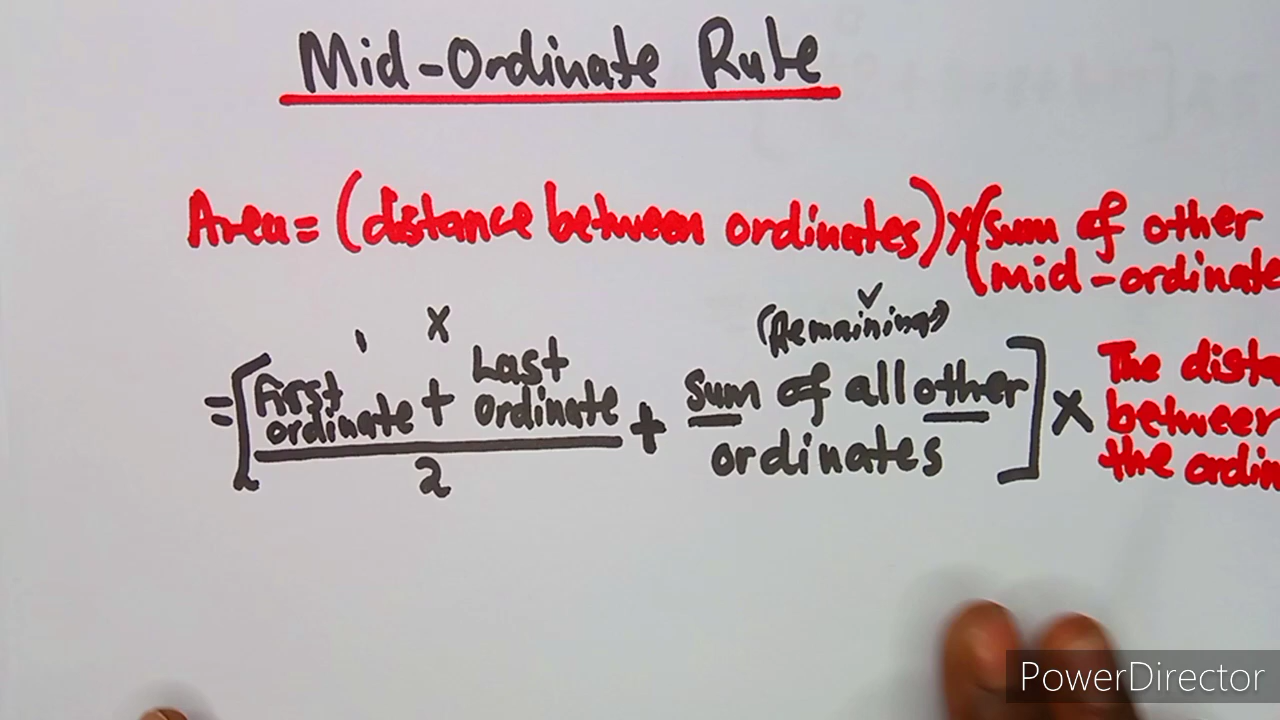 Mid-Ordinate Rule
Area = (distance between ordinates) x (sum of other
(mid-ordinate
x (Remaining)
= [First ordinate + Last ordinate + sum of all other ordinates] x The dista
2 between
the ordin